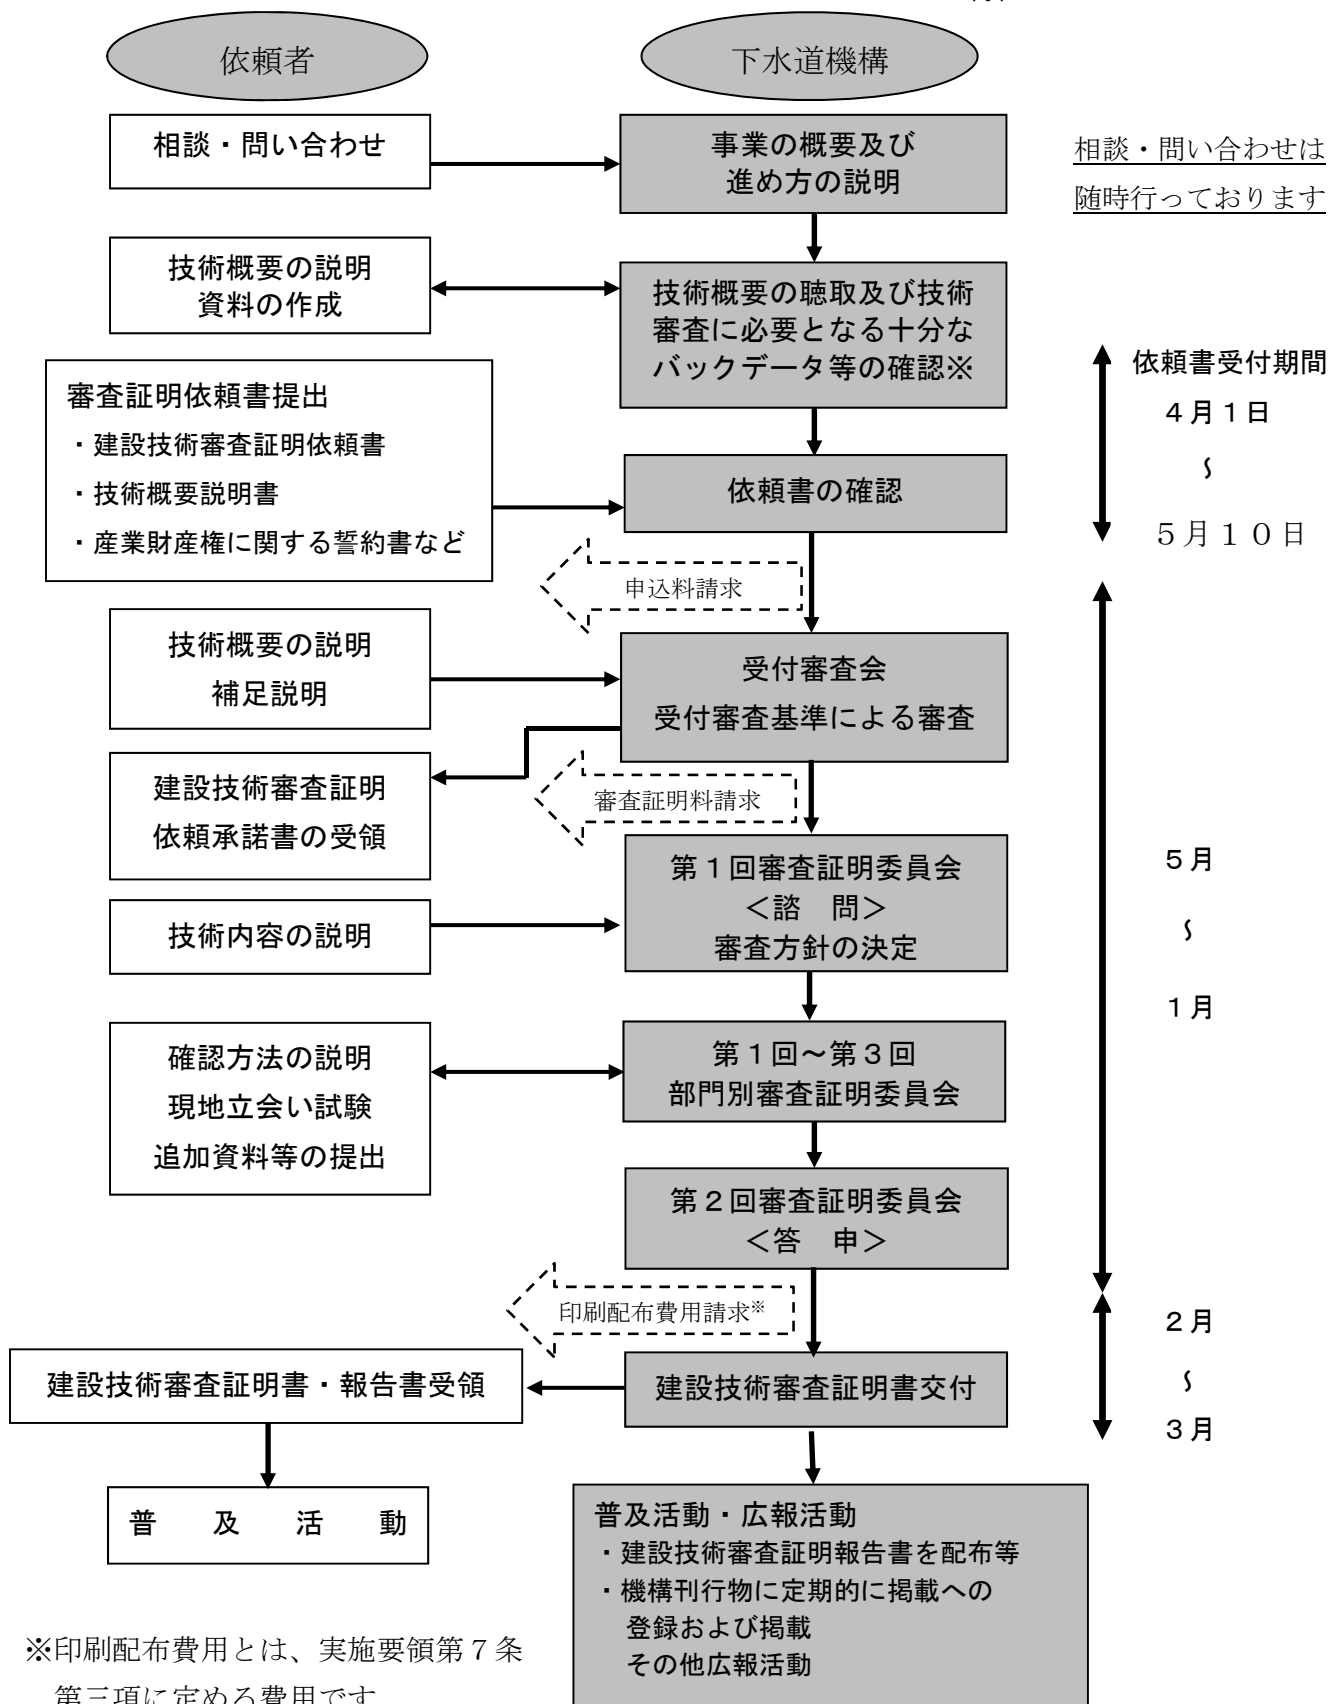 依頼者
下水道機構
相談・問い合わせ
事業の概要及び
進め方の説明
相談・問い合わせは
随時行っております
技術概要の説明
資料の作成
技術概要の聴取及び技術
審査に必要となる十分な
バックデータ等の確認※
依頼書受付期間
4月1日
~
5月10日
審査証明依頼書提出
・建設技術審査証明依頼書
・技術概要説明書
・産業財産権に関する誓約書など
依頼書の確認
申込料請求
技術概要の説明
補足説明
受付審査会
受付審査基準による審査
建設技術審査証明
依頼承諾書の受領
審査証明料請求
技術内容の説明
第1回審査証明委員会
<諮 問>
審査方針の決定
5月
~
1月
確認方法の説明
現地立会い試験
追加資料等の提出
第1回~第3回
部門別審査証明委員会
第2回審査証明委員会
<答 申>
印刷配布費用請求※
2月
~
3月
建設技術審査証明書・報告書受領
建設技術審査証明書交付
普 及 活 動
普及活動・広報活動
・建設技術審査証明報告書を配布等
・機構刊行物に定期的に掲載への
登録および掲載
その他広報活動
※印刷配布費用とは、実施要領第7条
第三項に定める費用です